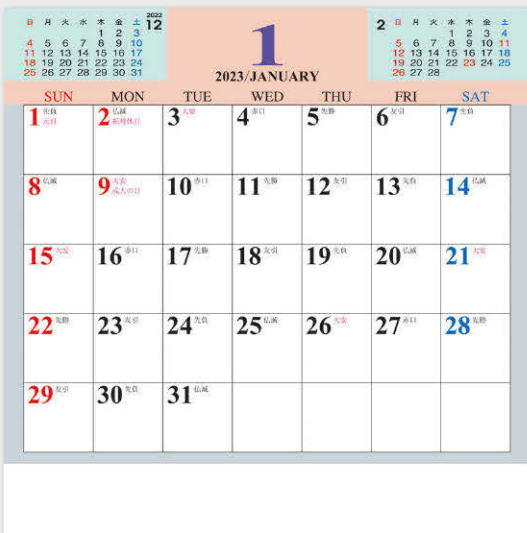 2022
12
日 月 火 水 木 金 土
1 2 3
4 5 6 7 8 9 10
11 12 13 14 15 16 17
18 19 20 21 22 23 24
25 26 27 28 29 30 31
1
2023/JANUARY
2
日 月 火 水 木 金 土
1 2 3 4
5 6 7 8 9 10 11
12 13 14 15 16 17 18
19 20 21 22 23 24 25
26 27 28
SUN MON TUE WED THU FRI SAT
1 先負 2 仏滅 3 大安 4 赤口 5 先勝 6 友引 7 先負
元日 振替休日
8 仏滅 9 大安 10 赤口 11 先勝 12 友引 13 先負 14 仏滅
成人の日
15 大安 16 赤口 17 先勝 18 友引 19 先負 20 仏滅 21 大安
22 先勝 23 友引 24 先負 25 仏滅 26 大安 27 赤口 28 先勝
29 友引 30 先負 31 仏滅